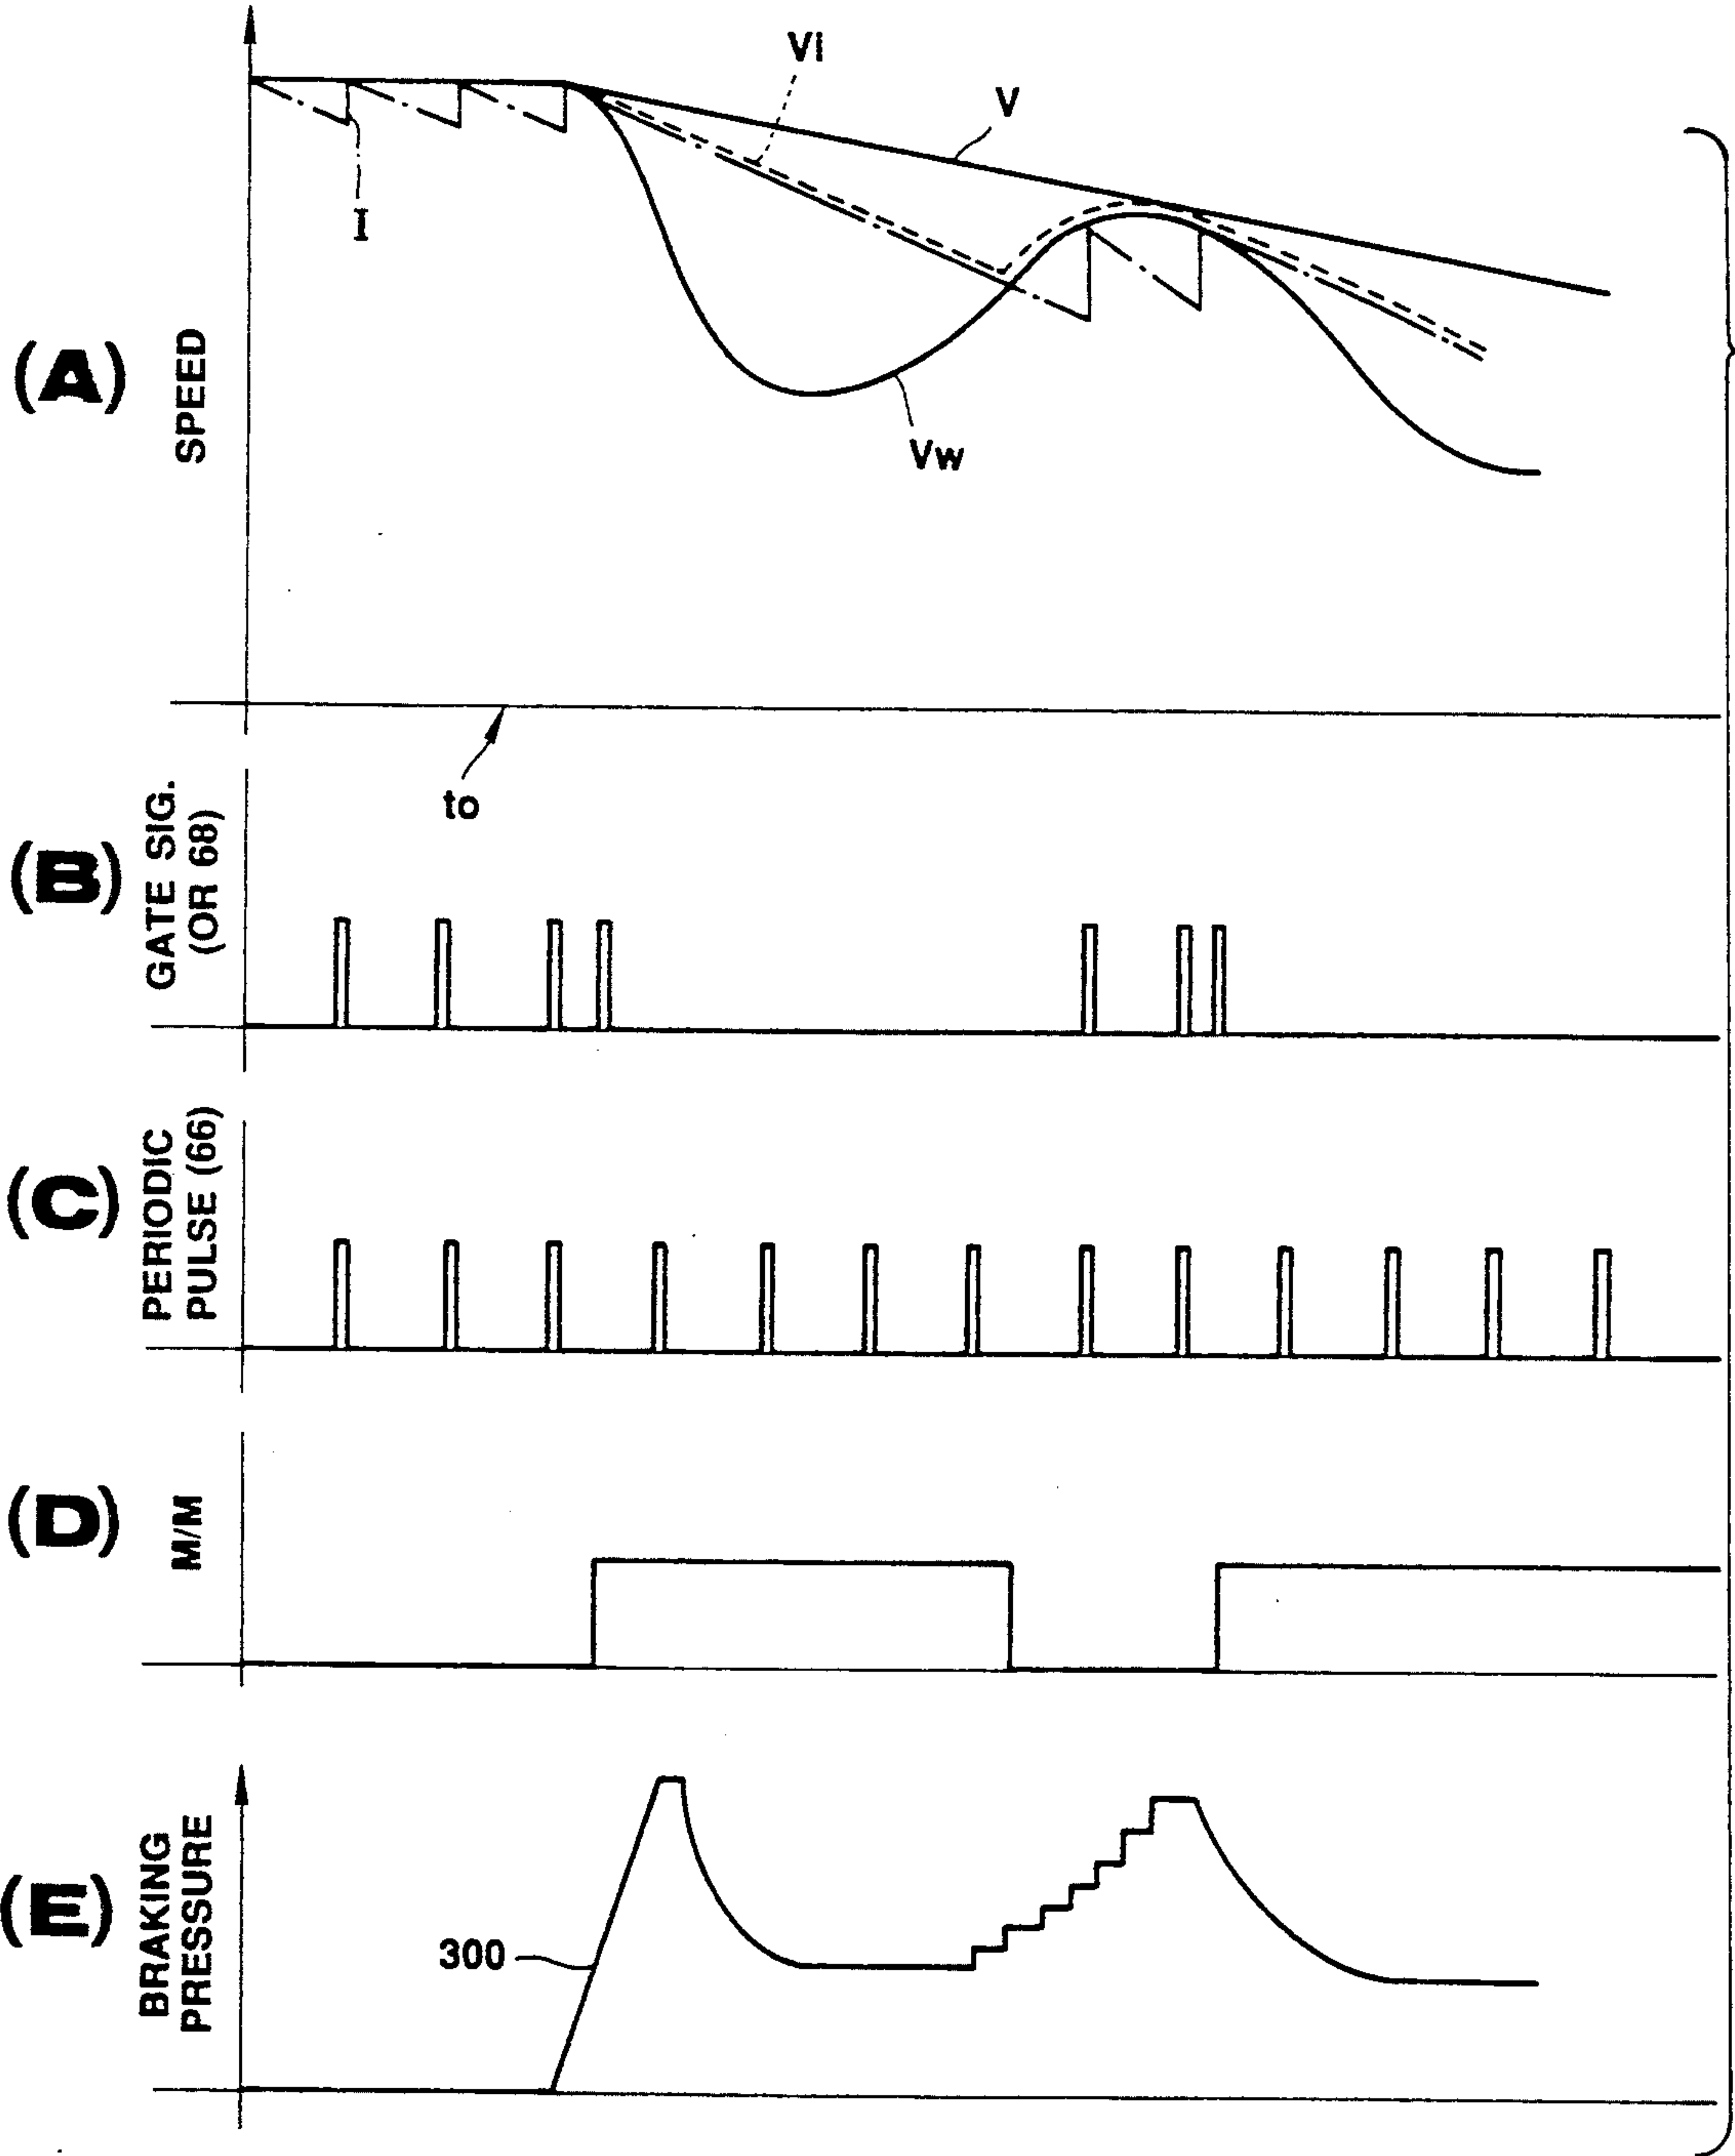 (A)
SPEED
Vi
V
I
Vw
to
(B)
GATE SIG.
(OR 68)
(C)
PERIODIC
PULSE (66)
(D)
M/M
(E)
BRAKING
PRESSURE
300